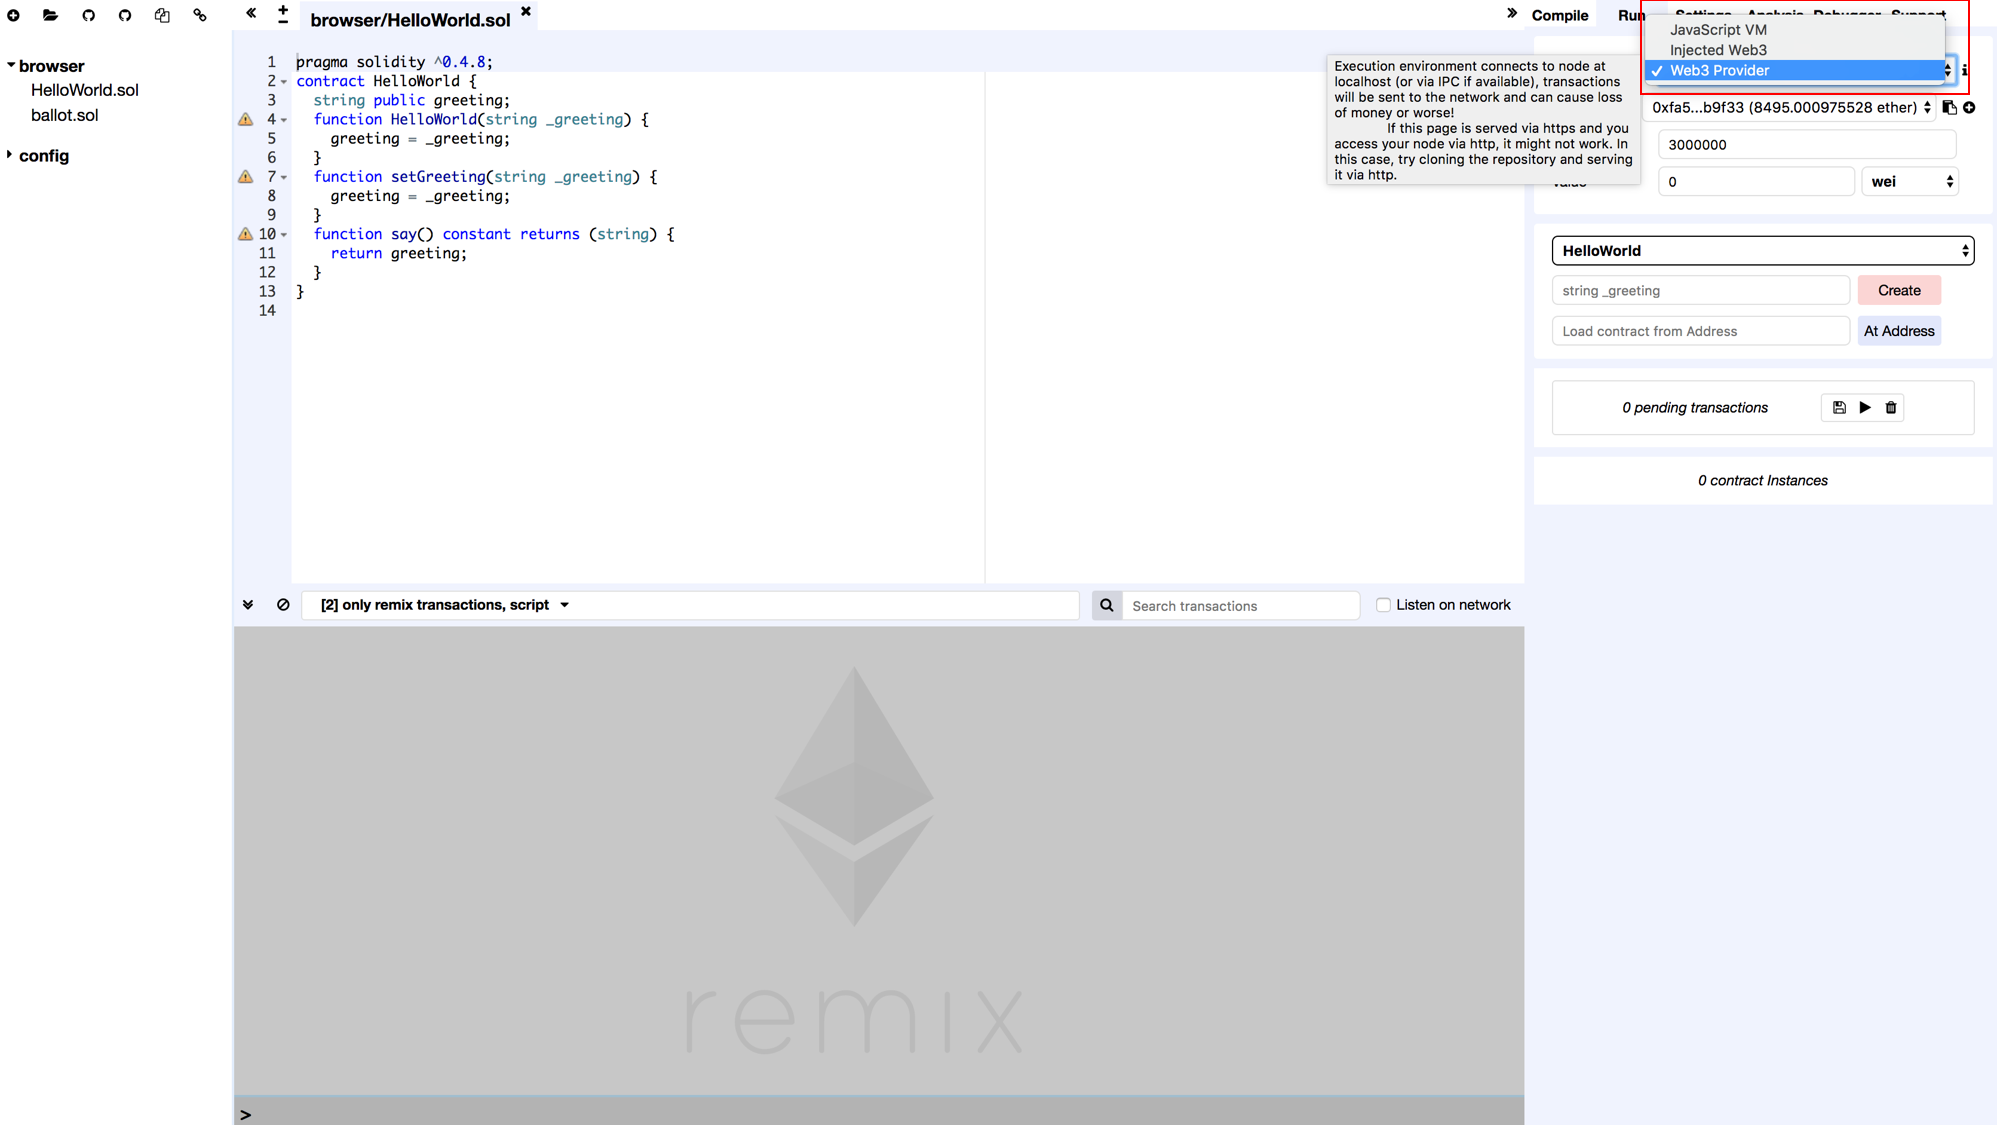 browser/HelloWorld.sol
Compile
Run
Settings Analysis Debugger Support
browser
HelloWorld.sol
ballot.sol
config
1 pragma solidity ^0.4.8;
2 contract HelloWorld {
3 string public greeting;
4 function HelloWorld(string _greeting) {
5 greeting = _greeting;
6 }
7 function setGreeting(string _greeting) {
8 greeting = _greeting;
9 }
10 function say() constant returns (string) {
11 return greeting;
12 }
13 }
14
Execution environment connects to node at
localhost (or via IPC if available), transactions
will be sent to the network and can cause loss
of money or worse!
If this page is served via https and you
access your node via http, it might not work. In
this case, try cloning the repository and serving
it via http.
JavaScript VM
Injected Web3
✓ Web3 Provider
0xfa5...b9f33 (8495.000975528 ether)
3000000
Value
0
wei
HelloWorld
string _greeting
Create
Load contract from Address
At Address
0 pending transactions
0 contract Instances
[2] only remix transactions, script
Search transactions
Listen on network
remix
>